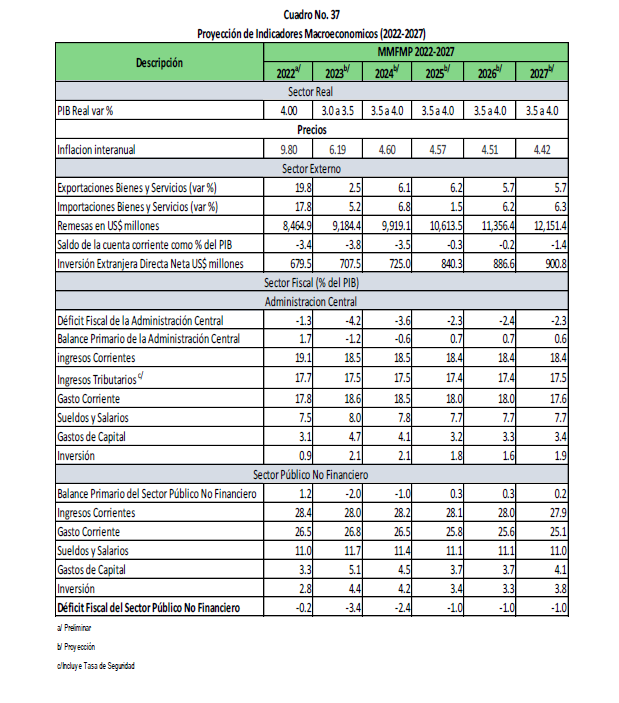 Cuadro No. 37
Proyección de Indicadores Macroeconomicos (2022-2027)
Descripción MMFMP 2022-2027
2022a/ 2023b/ 2024b/ 2025b/ 2026b/ 2027b/
Sector Real
PIB Real var % 4.00 3.0 a 3.5 3.5 a 4.0 3.5 a 4.0 3.5 a 4.0 3.5 a 4.0
Precios
Inflacion interanual 9.80 6.19 4.60 4.57 4.51 4.42
Sector Externo
Exportaciones Bienes y Servicios (var %) 19.8 2.5 6.1 6.2 5.7 5.7
Importaciones Bienes y Servicios (var %) 17.8 5.2 6.8 1.5 6.2 6.3
Remesas en US$ millones 8,464.9 9,184.4 9,919.1 10,613.5 11,356.4 12,151.4
Saldo de la cuenta corriente como % del PIB -3.4 -3.8 -3.5 -0.3 -0.2 -1.4
Inversión Extranjera Directa Neta US$ millones 679.5 707.5 725.0 840.3 886.6 900.8
Sector Fiscal (% del PIB)
Administracion Central
Déficit Fiscal de la Administración Central -1.3 -4.2 -3.6 -2.3 -2.4 -2.3
Balance Primario de la Administración Central 1.7 -1.2 -0.6 0.7 0.7 0.6
ingresos Corrientes 19.1 18.5 18.5 18.4 18.4 18.4
Ingresos Tributarios c/ 17.7 17.5 17.5 17.4 17.4 17.5
Gasto Corriente 17.8 18.6 18.5 18.0 18.0 17.6
Sueldos y Salarios 7.5 8.0 7.8 7.7 7.7 7.7
Gastos de Capital 3.1 4.7 4.1 3.2 3.3 3.4
Inversión 0.9 2.1 2.1 1.8 1.6 1.9
Sector Público No Financiero
Balance Primario del Sector Público No Financiero 1.2 -2.0 -1.0 0.3 0.3 0.2
Ingresos Corrientes 28.4 28.0 28.2 28.1 28.0 27.9
Gasto Corriente 26.5 26.8 26.5 25.8 25.6 25.1
Sueldos y Salarios 11.0 11.7 11.4 11.1 11.1 11.0
Gastos de Capital 3.3 5.1 4.5 3.7 3.7 4.1
Inversión 2.8 4.4 4.2 3.4 3.3 3.8
Déficit Fiscal del Sector Público No Financiero -0.2 -3.4 -2.4 -1.0 -1.0 -1.0
a/ Preliminar
b/ Proyección
c/Incluye Tasa de Seguridad